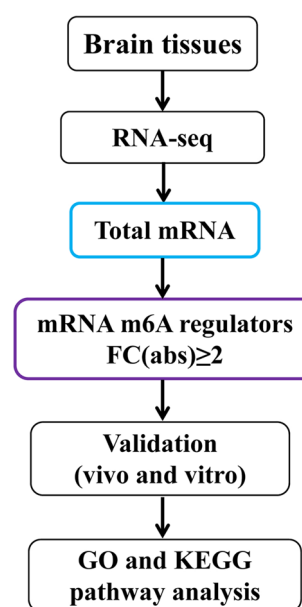 Brain tissues
RNA-seq
Total mRNA
mRNA m6A regulators
FC(abs)≥2
Validation
(vivo and vitro)
GO and KEGG
pathway analysis